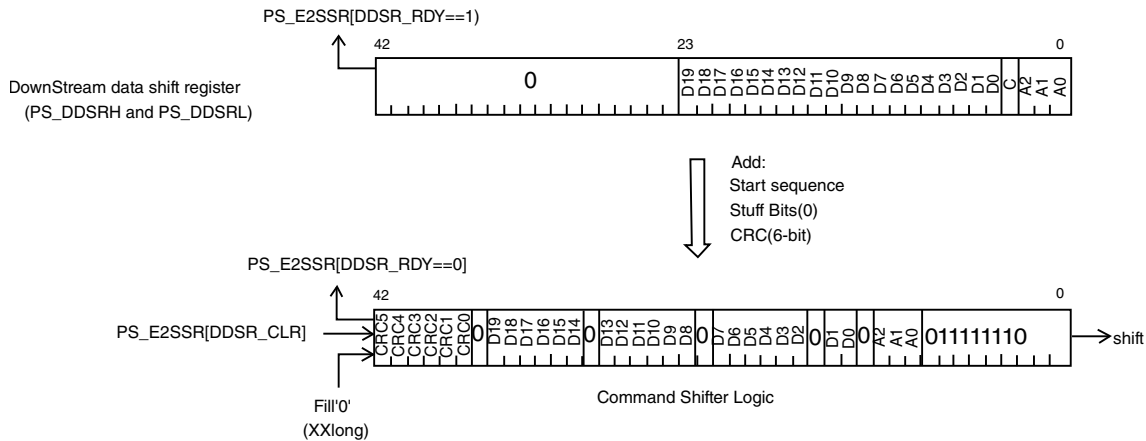 PS_E2SSR[DDSR_RDY==1)
42
23
0
DownStream data shift register
(PS_DDSRH and PS_DDSRL)
0
D19
D18
D17
D16
D15
D14
D13
D12
D11
D10
D9
D8
D7
D6
D5
D4
D3
D2
D1
D0
C
A2
A1
A0
Add:
Start sequence
Stuff Bits(0)
CRC(6-bit)
PS_E2SSR[DDSR_RDY==0]
42
0
PS_E2SSR[DDSR_CLR]
CRC5
CRC4
CRC3
CRC2
CRC1
CRC0
0
D19
D18
D17
D16
D15
D14
0
D13
D12
D11
D10
D9
D8
0
D7
D6
D5
D4
D3
D2
0
D1
D0
0
A2
A1
A0
011111110
shift
Fill'0'
(XXlong)
Command Shifter Logic